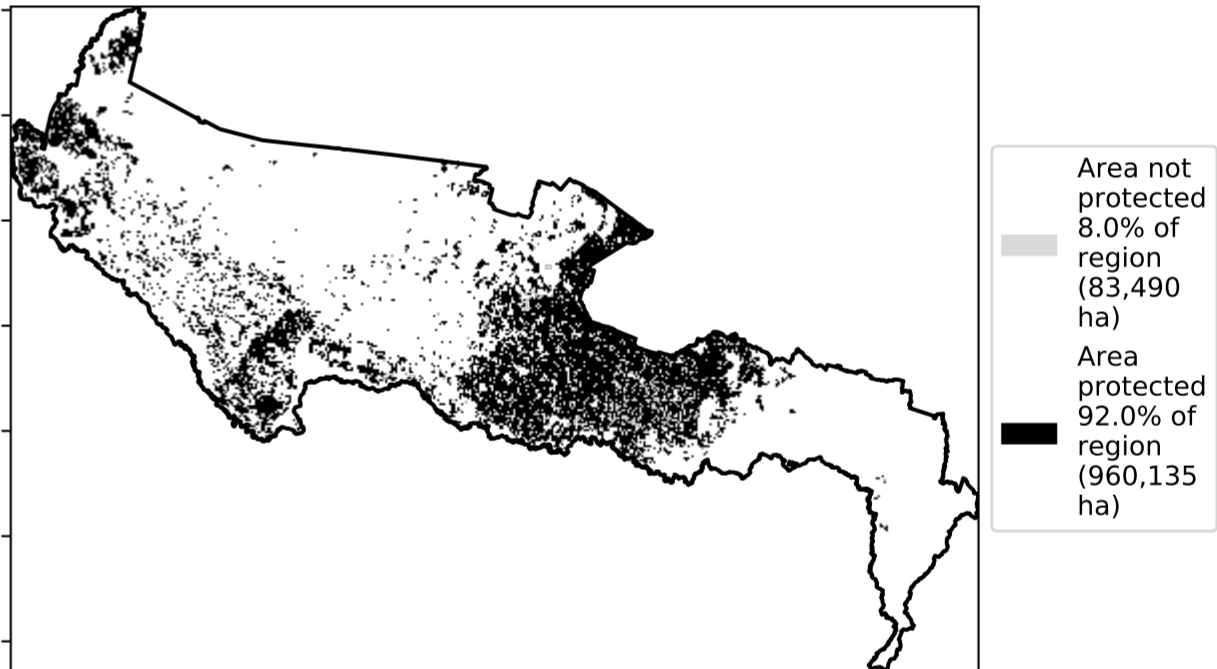 Area not
protected
8.0% of
region
(83,490
ha)
Area
protected
92.0% of
region
(960,135
ha)